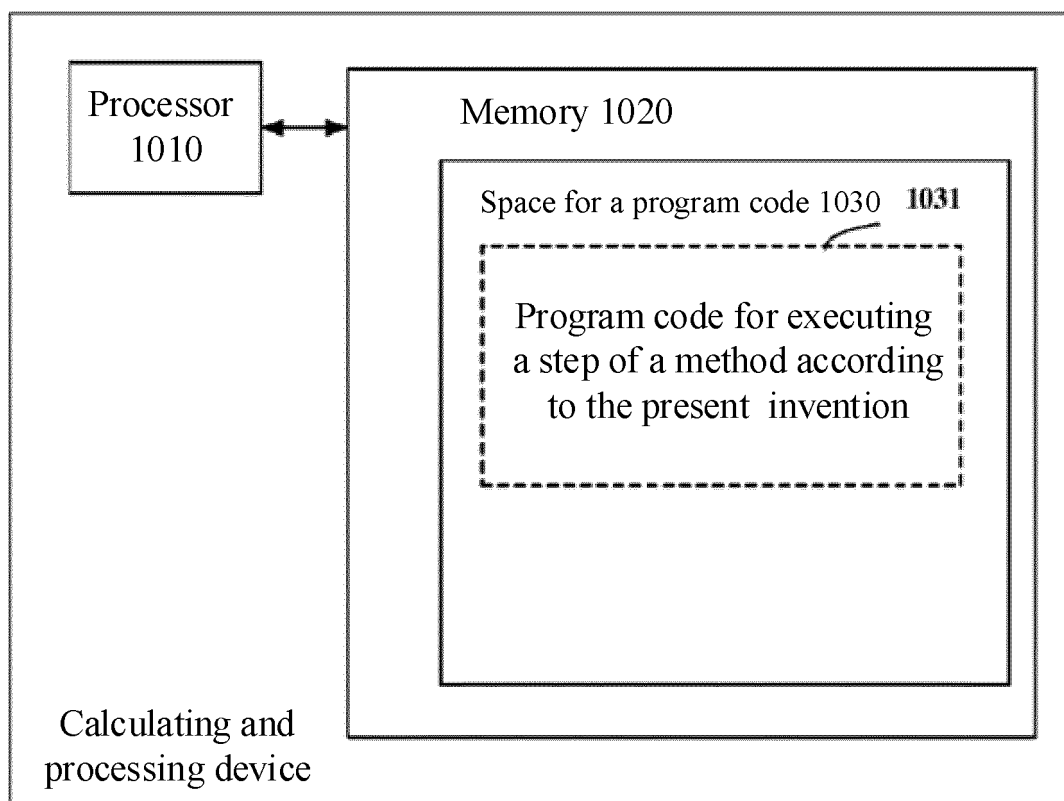 Processor
1010
Memory 1020
Space for a program code 1030 1031
Program code for executing
a step of a method according
to the present invention
Calculating and
processing device